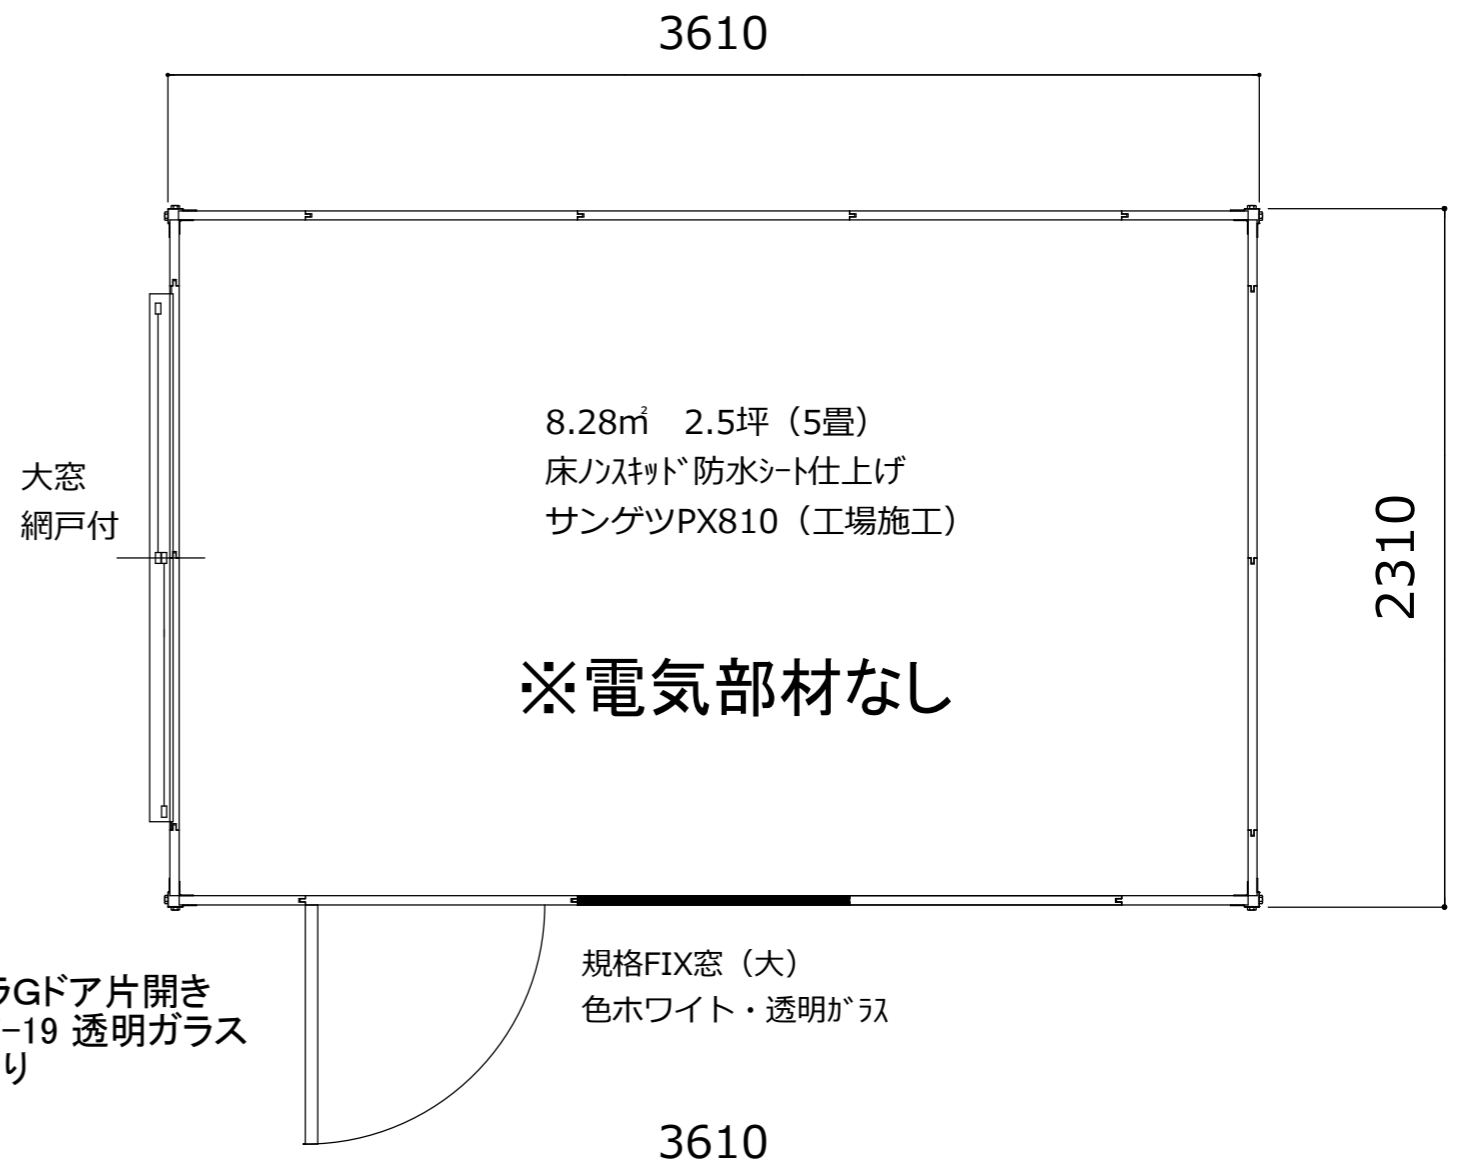 3610
8.28㎡　2.5坪（5畳）
床ﾉﾝｽｷｯﾄﾞ防水ｼｰﾄ仕上げ
サンゲツPX810（工場施工）
大窓
網戸付
2310
※電気部材なし
規格FIX窓（大）
色ホワイト・透明ｶﾞﾗｽ
ラGドア片開き
-19 透明ガラス
り
3610